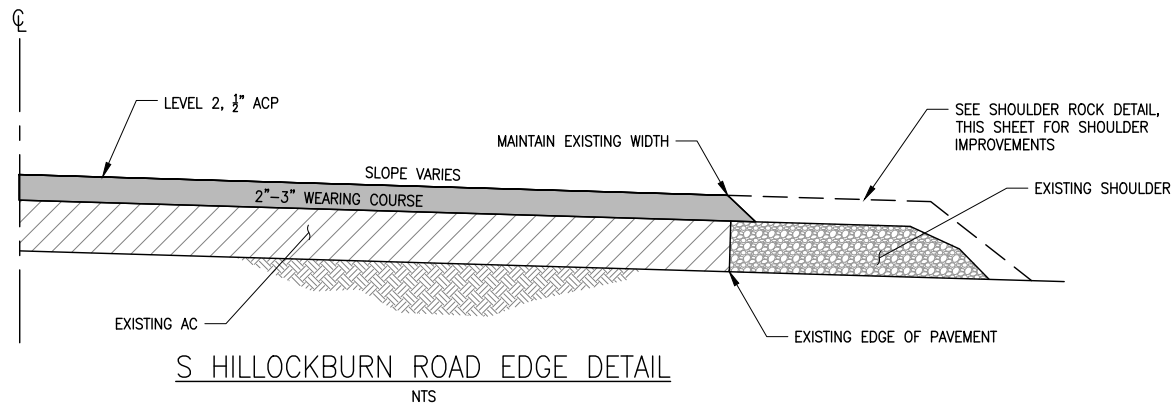 ℄
LEVEL 2, 1/2" ACP
SEE SHOULDER ROCK DETAIL,
THIS SHEET FOR SHOULDER
IMPROVEMENTS
MAINTAIN EXISTING WIDTH
SLOPE VARIES
EXISTING SHOULDER
2"-3" WEARING COURSE
EXISTING AC
EXISTING EDGE OF PAVEMENT
S HILLOCKBURN ROAD EDGE DETAIL
NTS